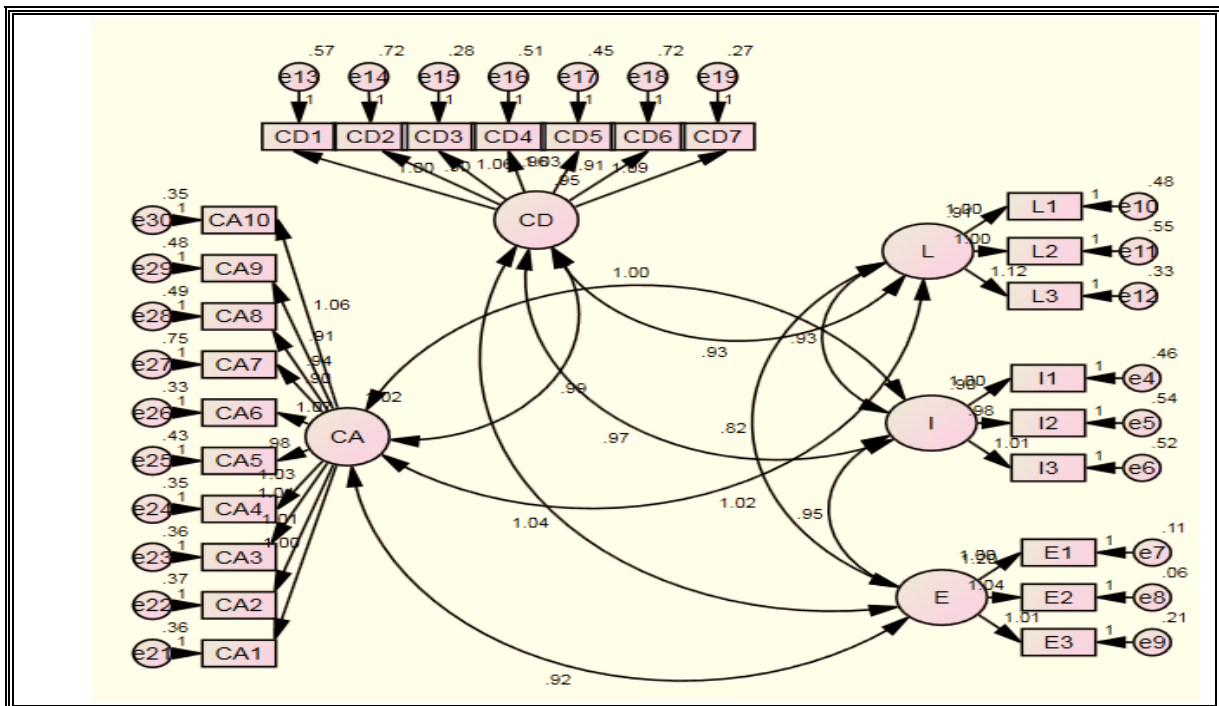 .57 .72 .28 .51 .45 .72 .27
e13 e14 e15 e16 e17 e18 e19
1 1 1 1 1 1 1
CD1 CD2 CD3 CD4 CD5 CD6 CD7
1.00 1.06 .91 1.09
.95
CD
.35
e30 1 CA10
.48
e29 1 CA9
.49
e28 1 CA8
.75
e27 1 CA7
.33
e26 1 CA6
.43
e25 1 CA5
.35
e24 1 CA4
.36
e23 1 CA3
.37
e22 1 CA2
.36
e21 1 CA1
1.06
.91
.94
.90
.98
1.03
1.01
1.00
CA
1.00
.93
.93
.99
.97
.82
1.02
1.04
.95
.92
L
1.00
1.12
L1 1 e10 .48
L2 1 e11 .55
L3 1 e12 .33
I
.98
1.01
I1 1 e4 .46
I2 1 e5 .54
I3 1 e6 .52
E
1.04
1.01
E1 1 e7 .11
E2 1 e8 .06
E3 1 e9 .21